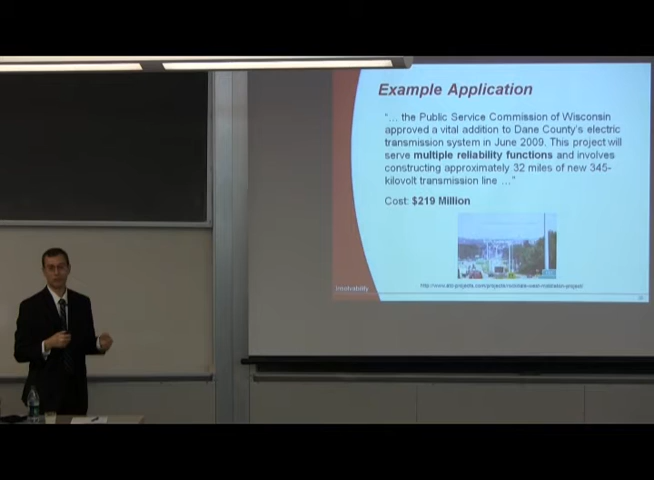 Example Application
"... the Public Service Commission of Wisconsin
approved a vital addition to Dane County's electric
transmission system in June 2009. This project will
serve multiple reliability functions and involves
constructing approximately 32 miles of new 345-
kilovolt transmission line ..."
Cost: $219 Million